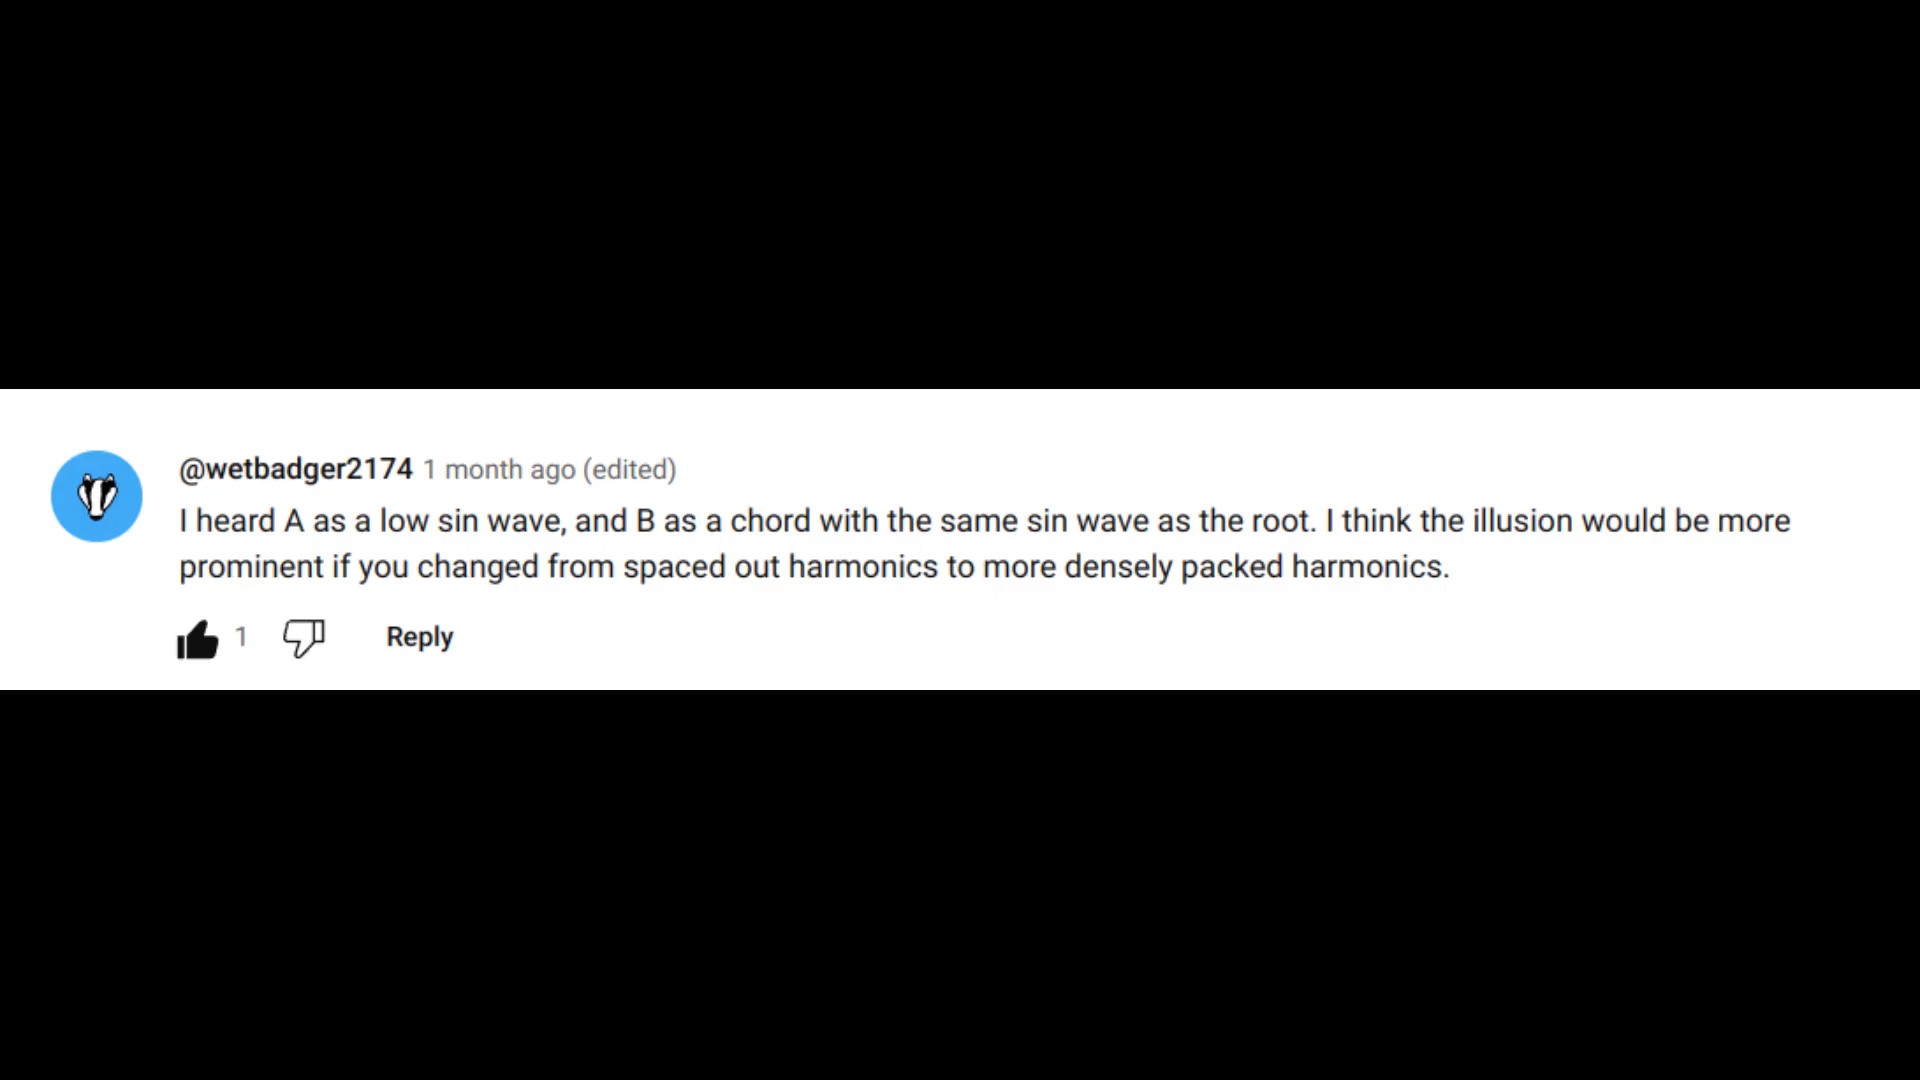 @wetbadger2174 1 month ago (edited)
I heard A as a low sin wave, and B as a chord with the same sin wave as the root. I think the illusion would be more
prominent if you changed from spaced out harmonics to more densely packed harmonics.
1 Reply